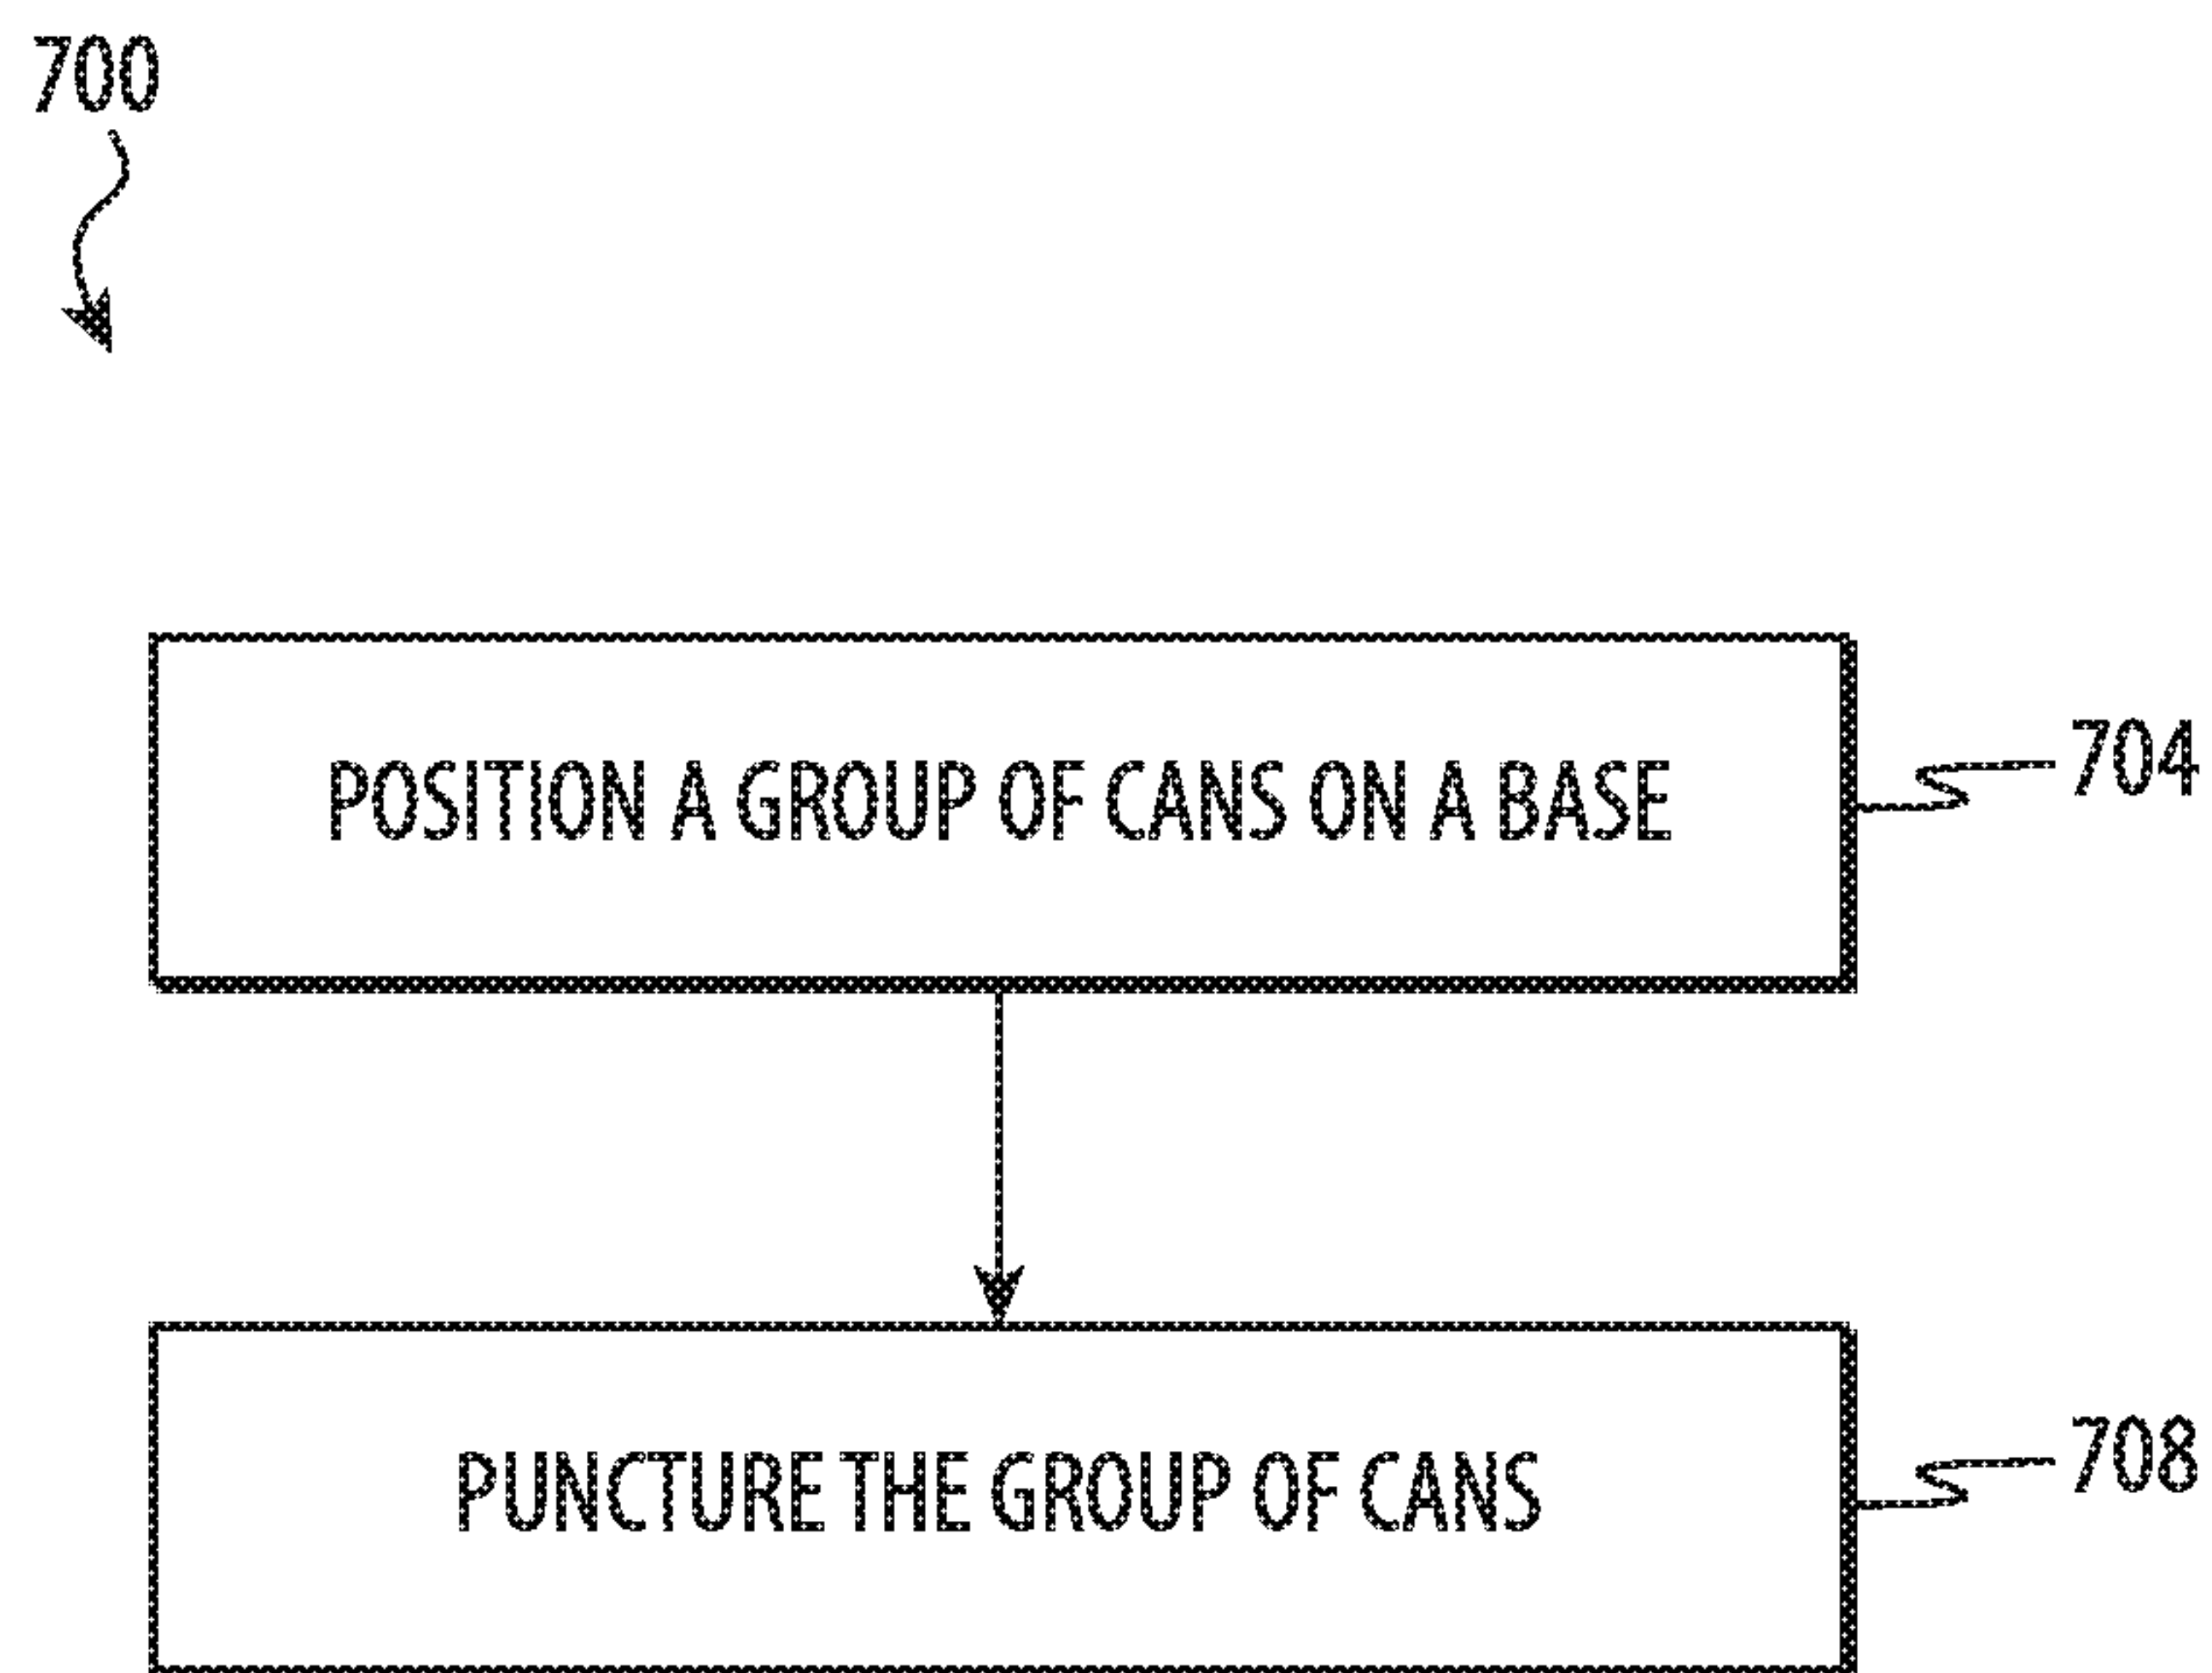 700
POSITION A GROUP OF CANS ON A BASE
704
PUNCTURE THE GROUP OF CANS
708